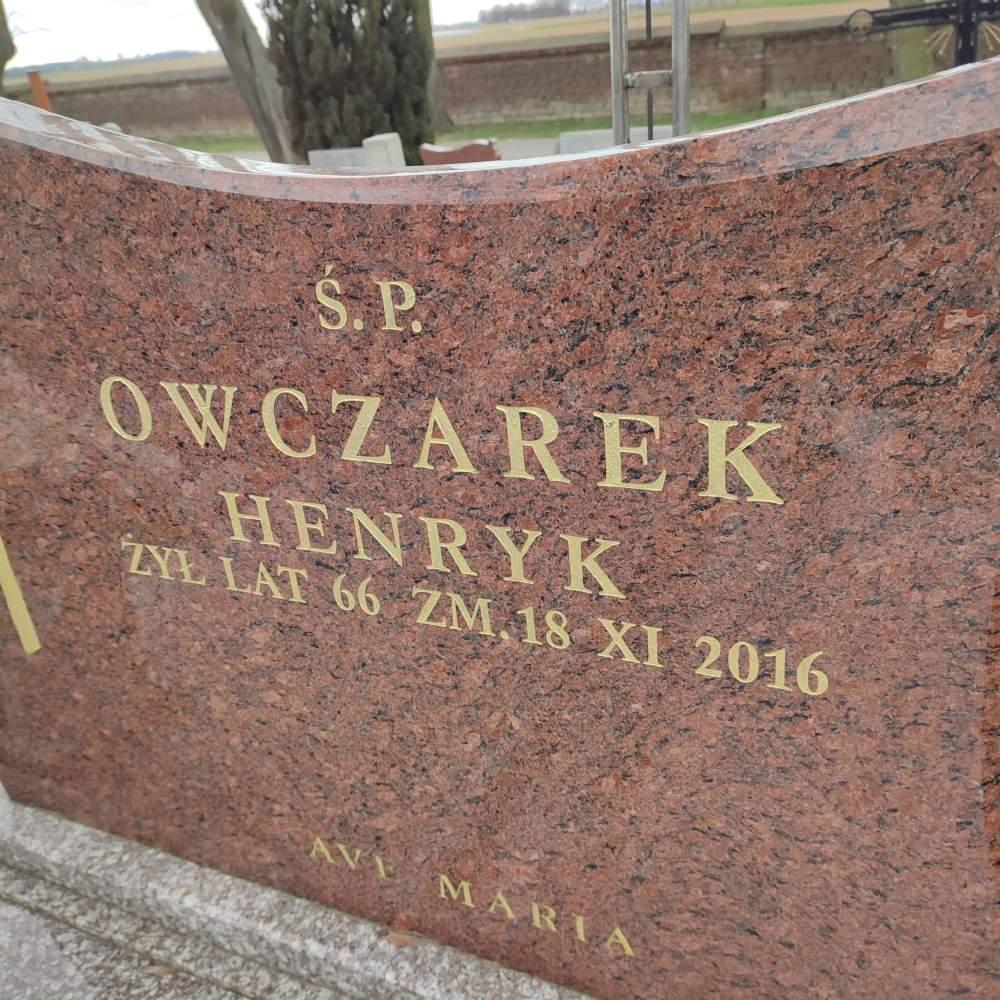 Ś. P.
OWCZAREK
HENRYK
ŻYŁ LAT 66 ZM. 18 XI 2016
AVE MARIA